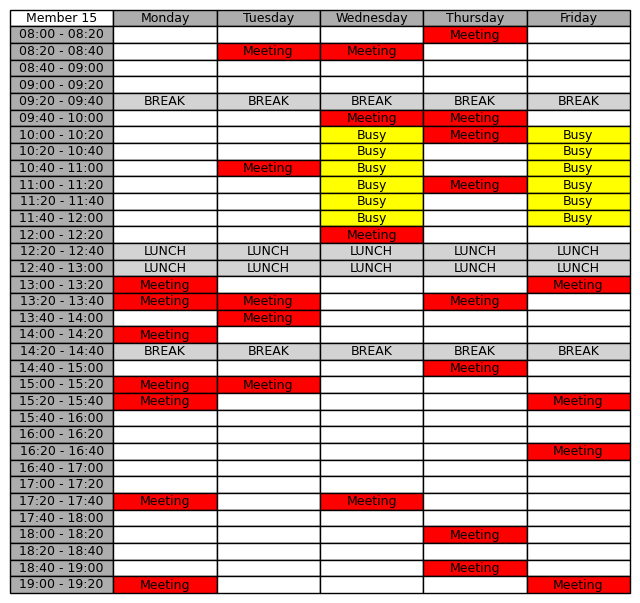 Member 15 Monday Tuesday Wednesday Thursday Friday
08:00 - 08:20 Meeting
08:20 - 08:40 Meeting Meeting
08:40 - 09:00
09:00 - 09:20
09:20 - 09:40 BREAK BREAK BREAK BREAK BREAK
09:40 - 10:00 Meeting Meeting
10:00 - 10:20 Busy Meeting Busy
10:20 - 10:40 Busy Busy
10:40 - 11:00 Meeting Busy Busy
11:00 - 11:20 Busy Meeting Busy
11:20 - 11:40 Busy Busy
11:40 - 12:00 Busy Busy
12:00 - 12:20 Meeting
12:20 - 12:40 LUNCH LUNCH LUNCH LUNCH LUNCH
12:40 - 13:00 LUNCH LUNCH LUNCH LUNCH LUNCH
13:00 - 13:20 Meeting Meeting
13:20 - 13:40 Meeting Meeting Meeting
13:40 - 14:00 Meeting
14:00 - 14:20 Meeting
14:20 - 14:40 BREAK BREAK BREAK BREAK BREAK
14:40 - 15:00 Meeting
15:00 - 15:20 Meeting Meeting
15:20 - 15:40 Meeting Meeting
15:40 - 16:00
16:00 - 16:20
16:20 - 16:40 Meeting
16:40 - 17:00
17:00 - 17:20
17:20 - 17:40 Meeting Meeting
17:40 - 18:00
18:00 - 18:20 Meeting
18:20 - 18:40
18:40 - 19:00 Meeting
19:00 - 19:20 Meeting Meeting